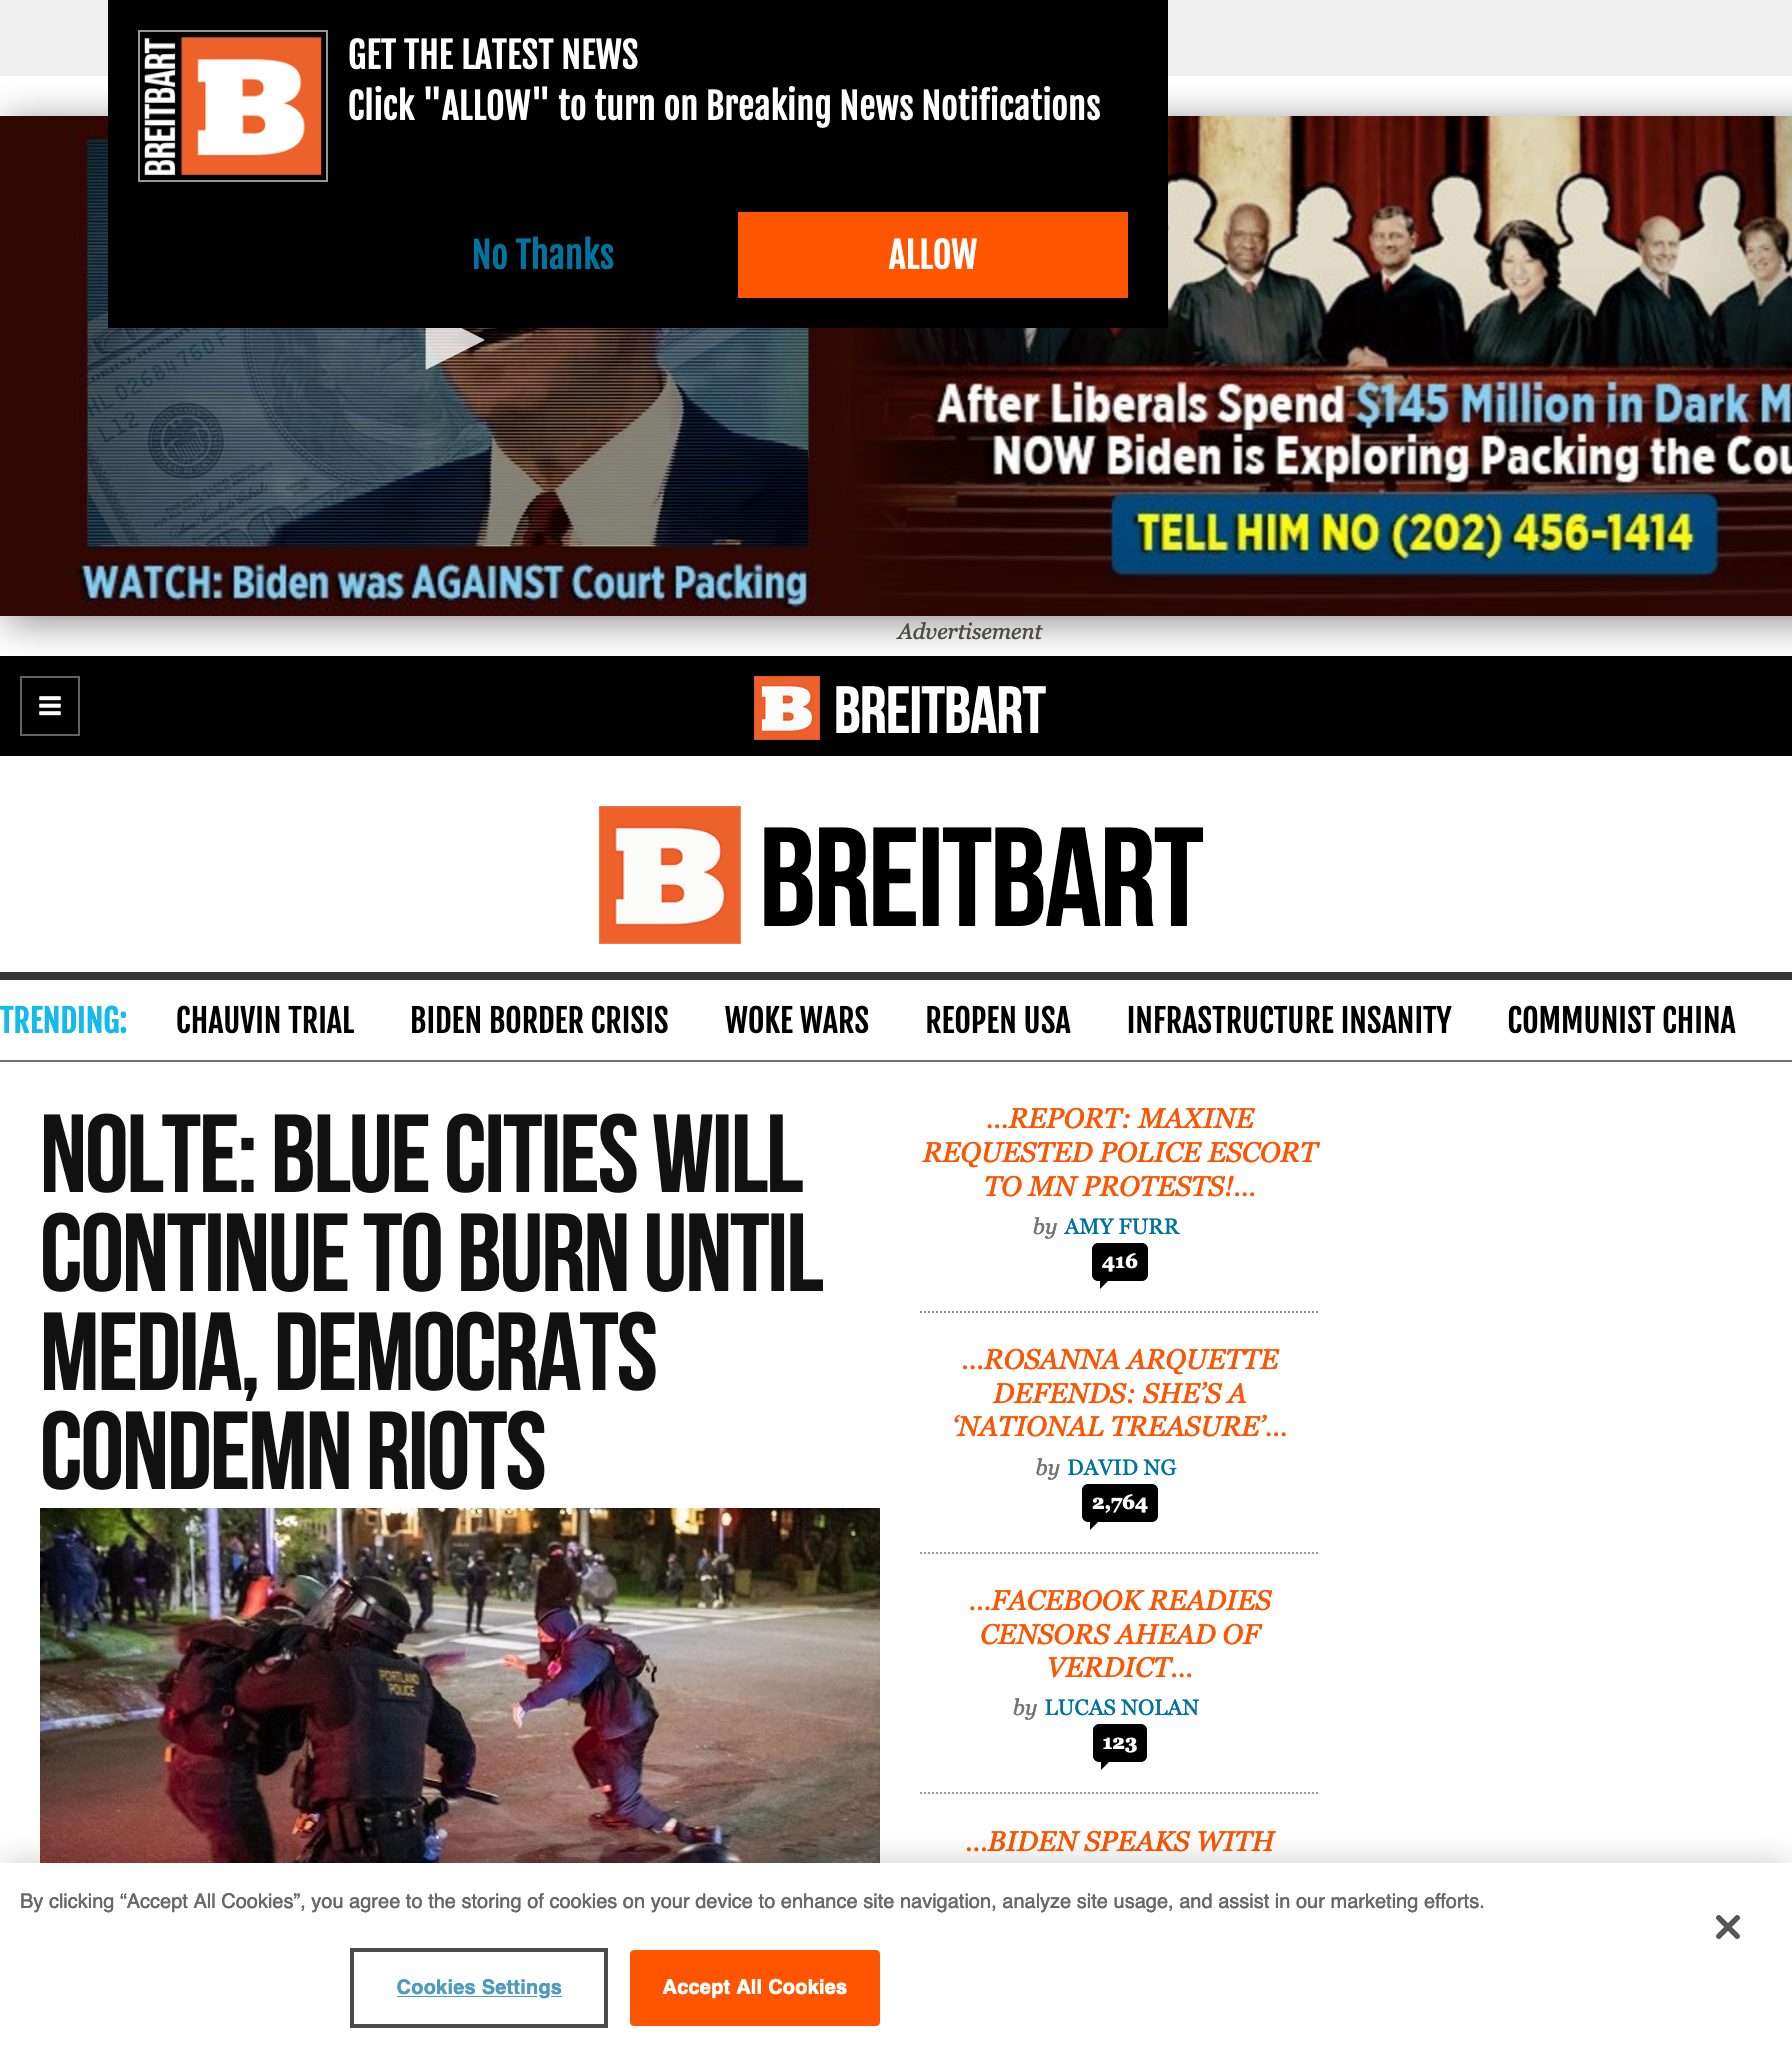 BREITBART
B
GET THE LATEST NEWS
Click "ALLOW" to turn on Breaking News Notifications
No Thanks
ALLOW
HL 02684760F
L12
WATCH: Biden was AGAINST Court Packing
After Liberals Spend $145 Million in Dark M
NOW Biden is Exploring Packing the Cou
TELL HIM NO (202) 456-1414
Advertisement
B BREITBART
B BREITBART
TRENDING: CHAUVIN TRIAL BIDEN BORDER CRISIS WOKE WARS REOPEN USA INFRASTRUCTURE INSANITY COMMUNIST CHINA
NOLTE: BLUE CITIES WILL
CONTINUE TO BURN UNTIL
MEDIA, DEMOCRATS
CONDEMN RIOTS
PORTLAND
POLICE
...REPORT: MAXINE
REQUESTED POLICE ESCORT
TO MN PROTESTS!...
by AMY FURR
416
...ROSANNA ARQUETTE
DEFENDS: SHE'S A
‘NATIONAL TREASURE’...
by DAVID NG
2,764
...FACEBOOK READIES
CENSORS AHEAD OF
VERDICT...
by LUCAS NOLAN
123
...BIDEN SPEAKS WITH
By clicking “Accept All Cookies”, you agree to the storing of cookies on your device to enhance site navigation, analyze site usage, and assist in our marketing efforts.
Cookies Settings
Accept All Cookies